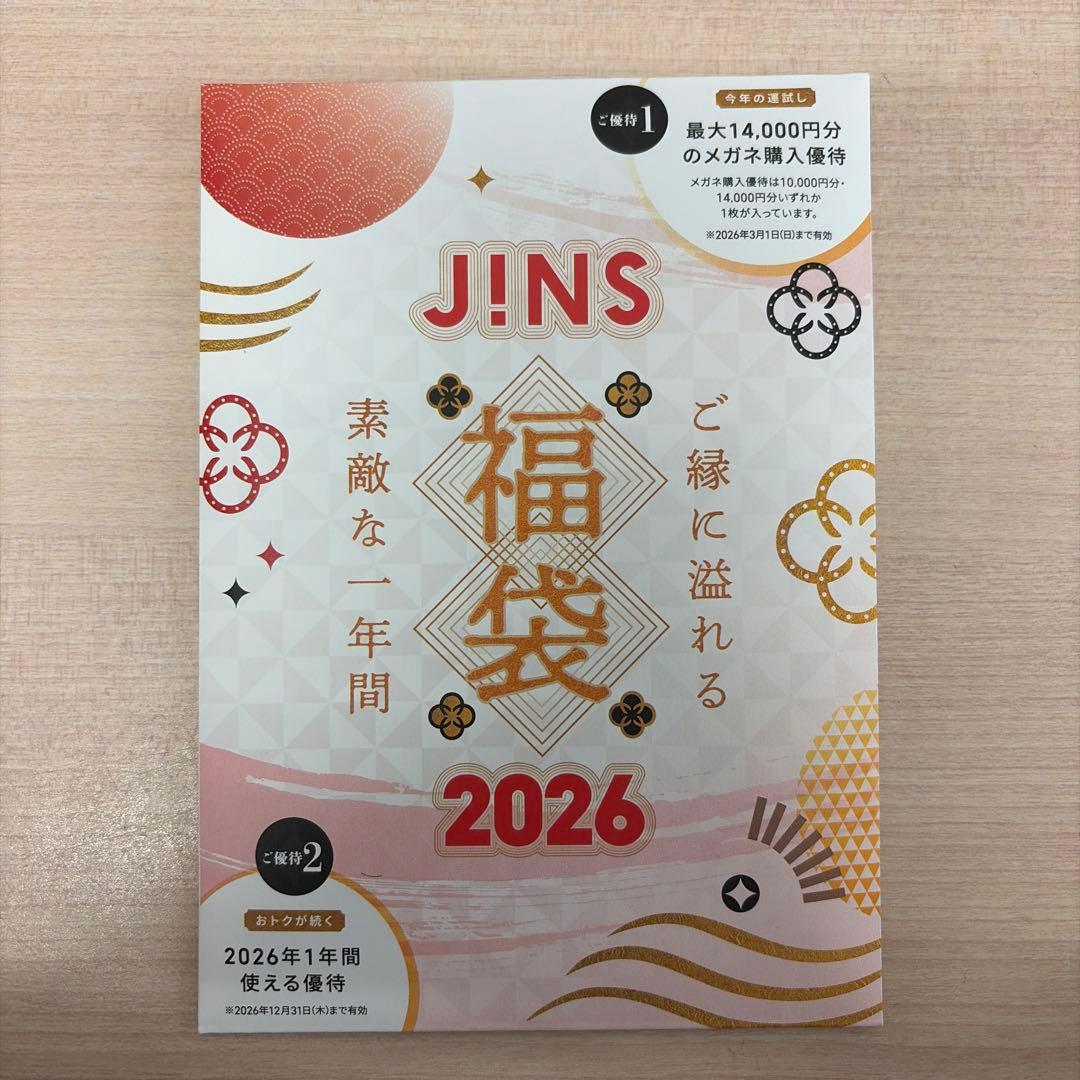 ご優待1
今年の運試し
最大14,000円分
のメガネ購入優待
メガネ購入優待は10,000円分・
14,000円分いずれか
1枚が入っています。
※2026年3月1日(日)まで有効
J!NS
ご縁に溢れる
福袋
素敵な一年間
2026
ご優待2
おトクが続く
2026年1年間
使える優待
※2026年12月31日(木)まで有効